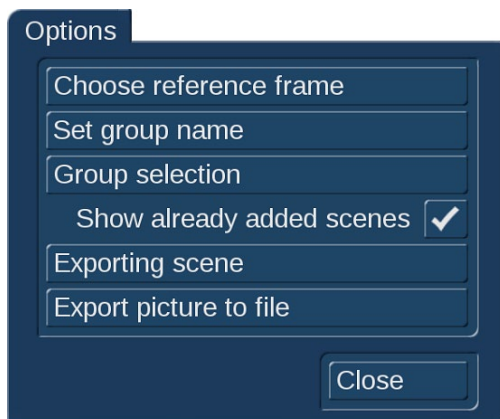 Options
Choose reference frame
Set group name
Group selection
Show already added scenes
Exporting scene
Export picture to file
Close